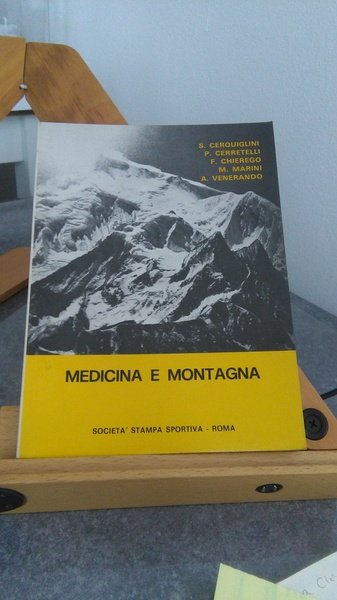 S. CERQUIGLINI
P. CERRETELLI
F. CHIEREGO
M. MARINI
A. VENERANDO
MEDICINA E MONTAGNA
SOCIETA' STAMPA SPORTIVA - ROMA